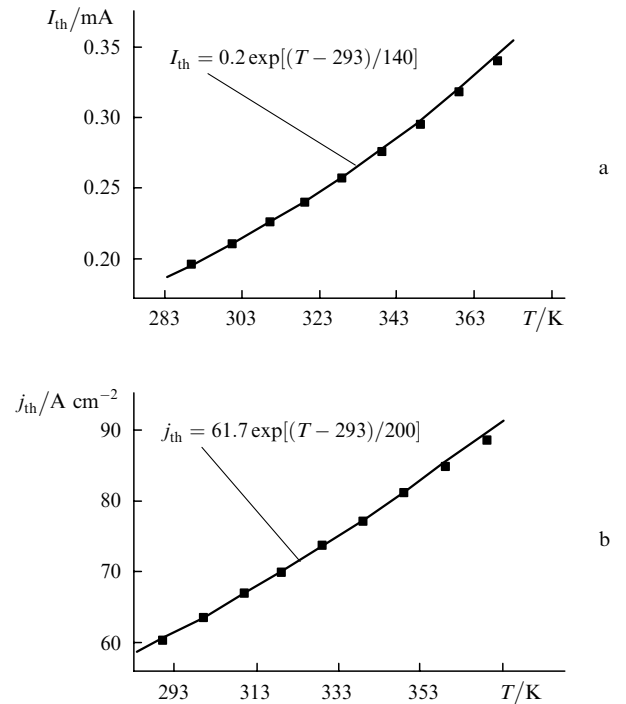 I_th/mA
0.35
I_th = 0.2 exp[(T − 293)/140]
0.30
0.25
a
0.20
283 303 323 343 363 T/K
j_th/A cm⁻²
j_th = 61.7 exp[(T − 293)/200]
90
80
b
70
60
293 313 333 353 T/K